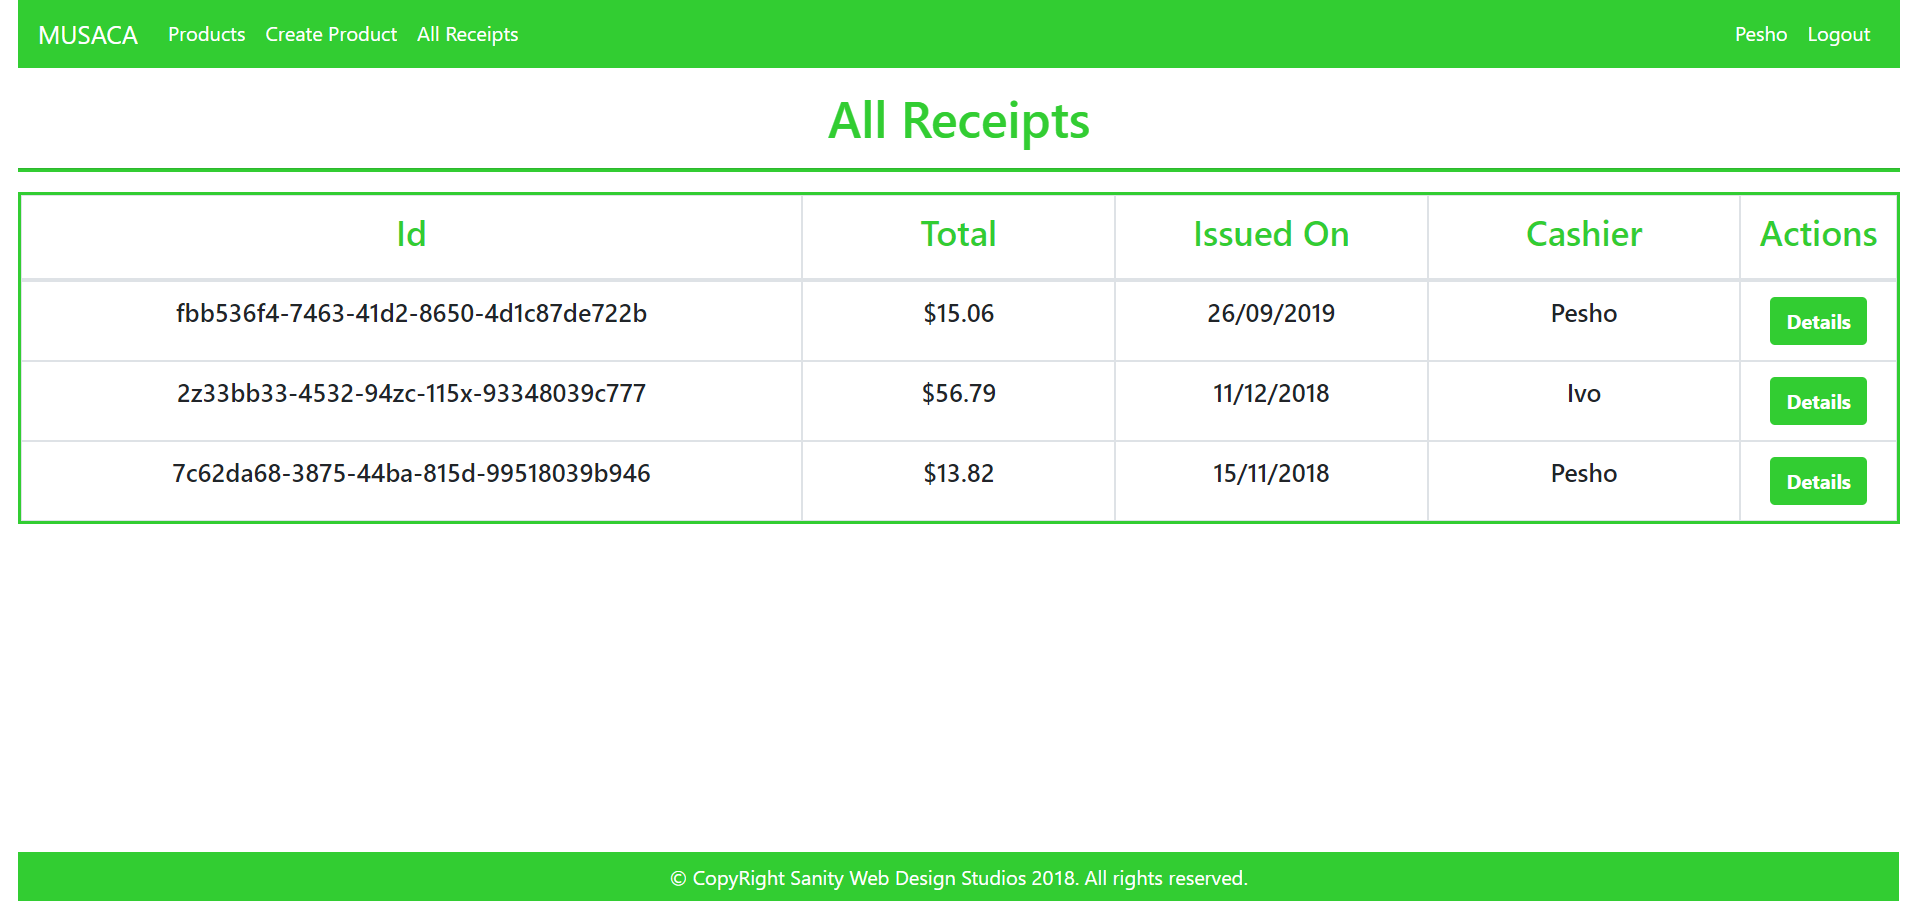 MUSACA Products Create Product All Receipts Pesho Logout
All Receipts
Id Total Issued On Cashier Actions
fbb536f4-7463-41d2-8650-4d1c87de722b $15.06 26/09/2019 Pesho Details
2z33bb33-4532-94zc-115x-93348039c777 $56.79 11/12/2018 Ivo Details
7c62da68-3875-44ba-815d-99518039b946 $13.82 15/11/2018 Pesho Details
© CopyRight Sanity Web Design Studios 2018. All rights reserved.